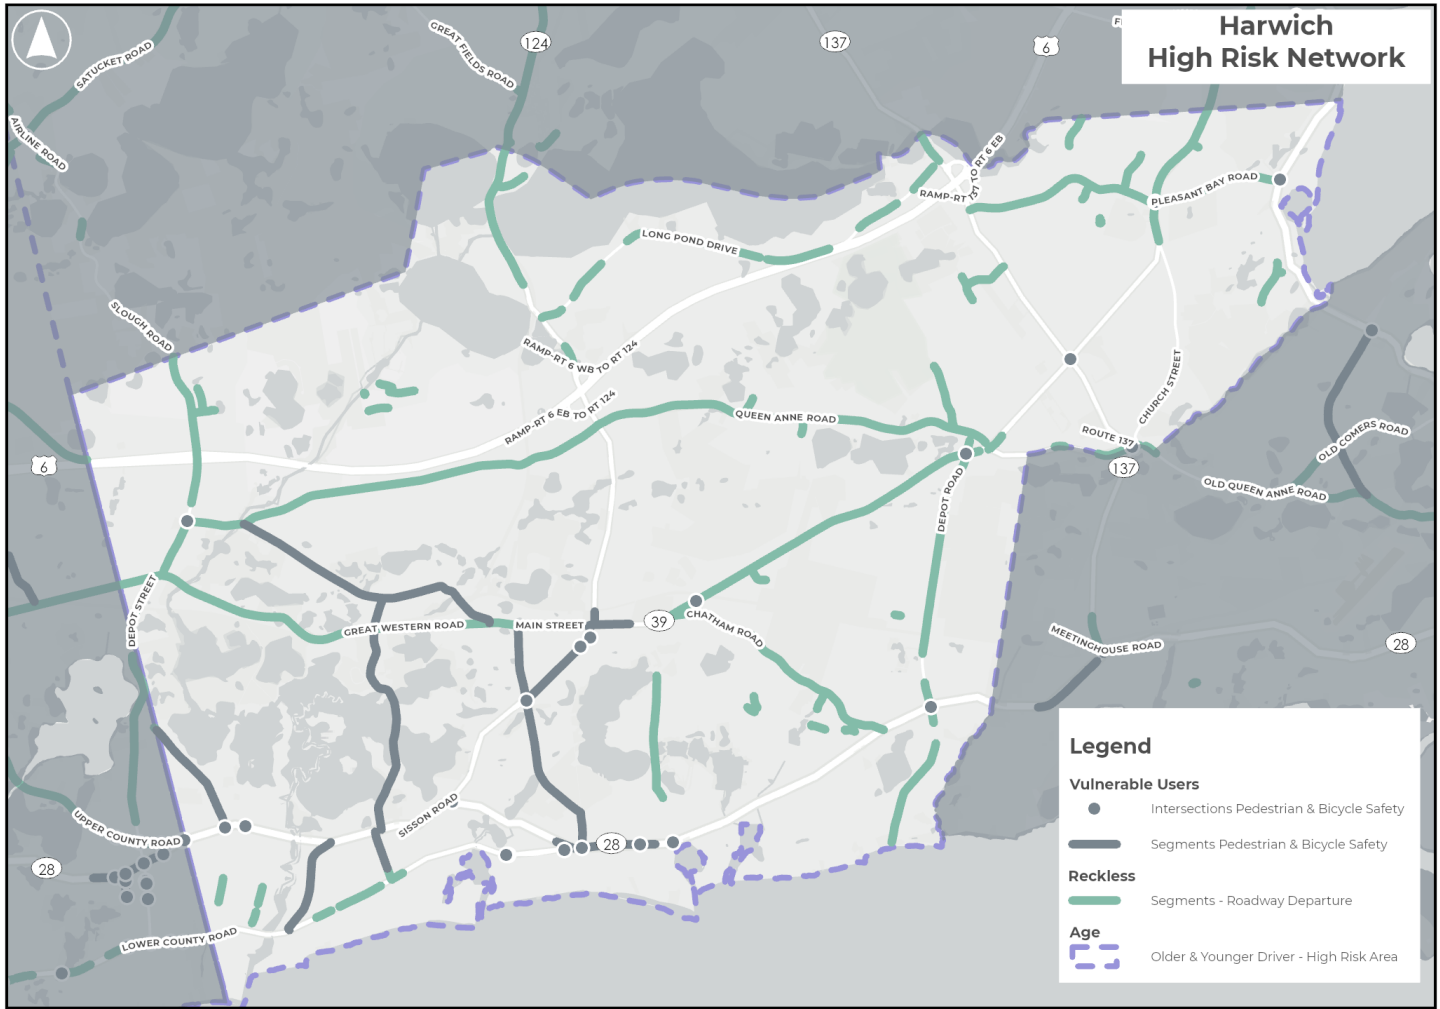 Harwich
High Risk Network
SATUCKET ROAD
GREAT FIELDS ROAD
124
137
6
AIRLINE ROAD
RAMP-RT 137 TO RT 6 EB
PLEASANT BAY ROAD
LONG POND DRIVE
SLOUGH ROAD
RAMP-RT 6 WB TO RT 124
RAMP-RT 6 EB TO RT 124
QUEEN ANNE ROAD
CHURCH STREET
ROUTE 137
137
OLD COMERS ROAD
6
OLD QUEEN ANNE ROAD
DEPOT ROAD
DEPOT STREET
GREAT WESTERN ROAD
MAIN STREET
39
CHATHAM ROAD
MEETINGHOUSE ROAD
28
UPPER COUNTY ROAD
SISSON ROAD
28
28
LOWER COUNTY ROAD
Legend
Vulnerable Users
Intersections Pedestrian & Bicycle Safety
Segments Pedestrian & Bicycle Safety
Reckless
Segments - Roadway Departure
Age
Older & Younger Driver - High Risk Area